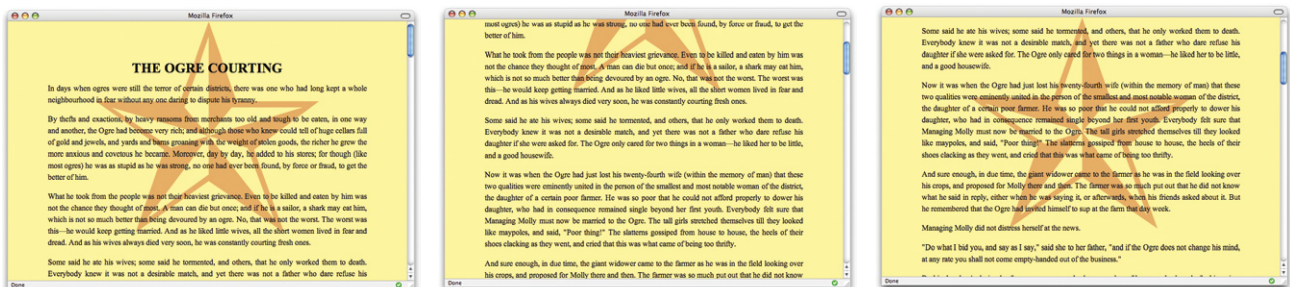 Mozilla Firefox
THE OGRE COURTING
In days when ogres were still the terror of certain districts, there was one who had long kept a whole
neighbourhood in fear without any one daring to dispute his tyranny.
By thefts and exactions, by heavy ransoms from merchants too old and tough to be eaten, in one way
and another, the Ogre had become very rich; and although those who knew could tell of huge cellars full
of gold and jewels, and yards and barns groaning with the weight of stolen goods, the richer he grew the
more anxious and covetous he became. Moreover, day by day, he added to his stores; for though (like
most ogres) he was as stupid as he was strong, no one had ever been found, by force or fraud, to get the
better of him.
What he took from the people was not their heaviest grievance. Even to be killed and eaten by him was
not the chance they thought of most. A man can die but once; and if he is a sailor, a shark may eat him,
which is not so much better than being devoured by an ogre. No, that was not the worst. The worst was
this—he would keep getting married. And as he liked little wives, all the short women lived in fear and
dread. And as his wives always died very soon, he was constantly courting fresh ones.
Some said he ate his wives; some said he tormented, and others, that he only worked them to death.
Everybody knew it was not a desirable match, and yet there was not a father who dare refuse his
Done
Mozilla Firefox
most ogres) he was as stupid as he was strong, no one had ever been found, by force or fraud, to get the
better of him.
What he took from the people was not their heaviest grievance. Even to be killed and eaten by him was
not the chance they thought of most. A man can die but once; and if he is a sailor, a shark may eat him,
which is not so much better than being devoured by an ogre. No, that was not the worst. The worst was
this—he would keep getting married. And as he liked little wives, all the short women lived in fear and
dread. And as his wives always died very soon, he was constantly courting fresh ones.
Some said he ate his wives; some said he tormented, and others, that he only worked them to death.
Everybody knew it was not a desirable match, and yet there was not a father who dare refuse his
daughter if she were asked for. The Ogre only cared for two things in a woman—he liked her to be little,
and a good housewife.
Now it was when the Ogre had just lost his twenty-fourth wife (within the memory of man) that these
two qualities were eminently united in the person of the smallest and most notable woman of the district,
the daughter of a certain poor farmer. He was so poor that he could not afford properly to dower his
daughter, who had in consequence remained single beyond her first youth. Everybody felt sure that
Managing Molly must now be married to the Ogre. The tall girls stretched themselves till they looked
like maypoles, and said, "Poor thing!" The slatterns gossiped from house to house, the heels of their
shoes clacking as they went, and cried that this was what came of being too thrifty.
And sure enough, in due time, the giant widower came to the farmer as he was in the field looking over
his crops, and proposed for Molly there and then. The farmer was so much put out that he did not know
Done
Mozilla Firefox
Some said he ate his wives; some said he tormented, and others, that he only worked them to death.
Everybody knew it was not a desirable match, and yet there was not a father who dare refuse his
daughter if she were asked for. The Ogre only cared for two things in a woman—he liked her to be little,
and a good housewife.
Now it was when the Ogre had just lost his twenty-fourth wife (within the memory of man) that these
two qualities were eminently united in the person of the smallest and most notable woman of the district,
the daughter of a certain poor farmer. He was so poor that he could not afford properly to dower his
daughter, who had in consequence remained single beyond her first youth. Everybody felt sure that
Managing Molly must now be married to the Ogre. The tall girls stretched themselves till they looked
like maypoles, and said, "Poor thing!" The slatterns gossiped from house to house, the heels of their
shoes clacking as they went, and cried that this was what came of being too thrifty.
And sure enough, in due time, the giant widower came to the farmer as he was in the field looking over
his crops, and proposed for Molly there and then. The farmer was so much put out that he did not know
what he said in reply, either when he was saying it, or afterwards, when his friends asked about it. But
he remembered that the Ogre had invited himself to sup at the farm that day week.
Managing Molly did not distress herself at the news.
"Do what I bid you, and say as I say," said she to her father, "and if the Ogre does not change his mind,
at any rate you shall not come empty-handed out of the business."
Done